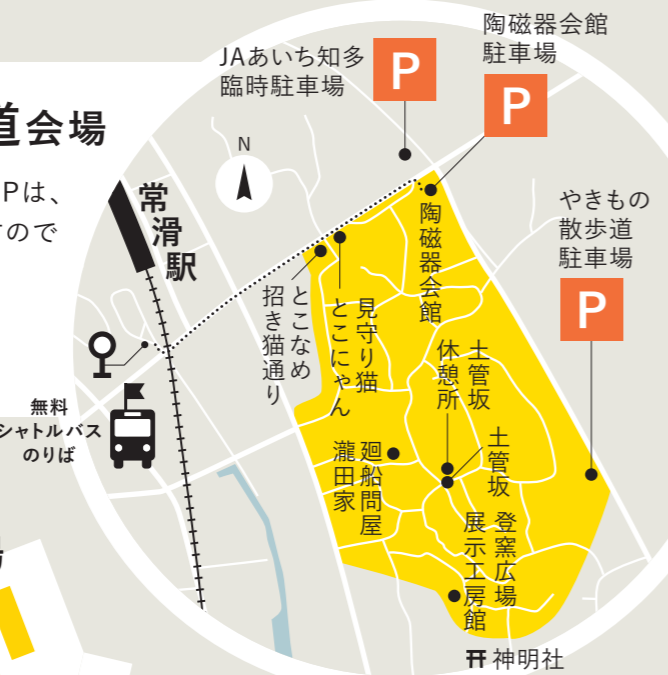 道会場
Pは、
ので
JAあいち知多
臨時駐車場
P
陶磁器会館
駐車場
P
やきもの
散歩道
駐車場
P
N
常滑駅
陶磁器会館
とこなめ
招き猫通り
見守り猫
とこにゃん
土管坂
休憩所
土管坂
廻船問屋
瀧田家
登窯広場
展示工房館
神明社
無料
シャトルバス
のりば